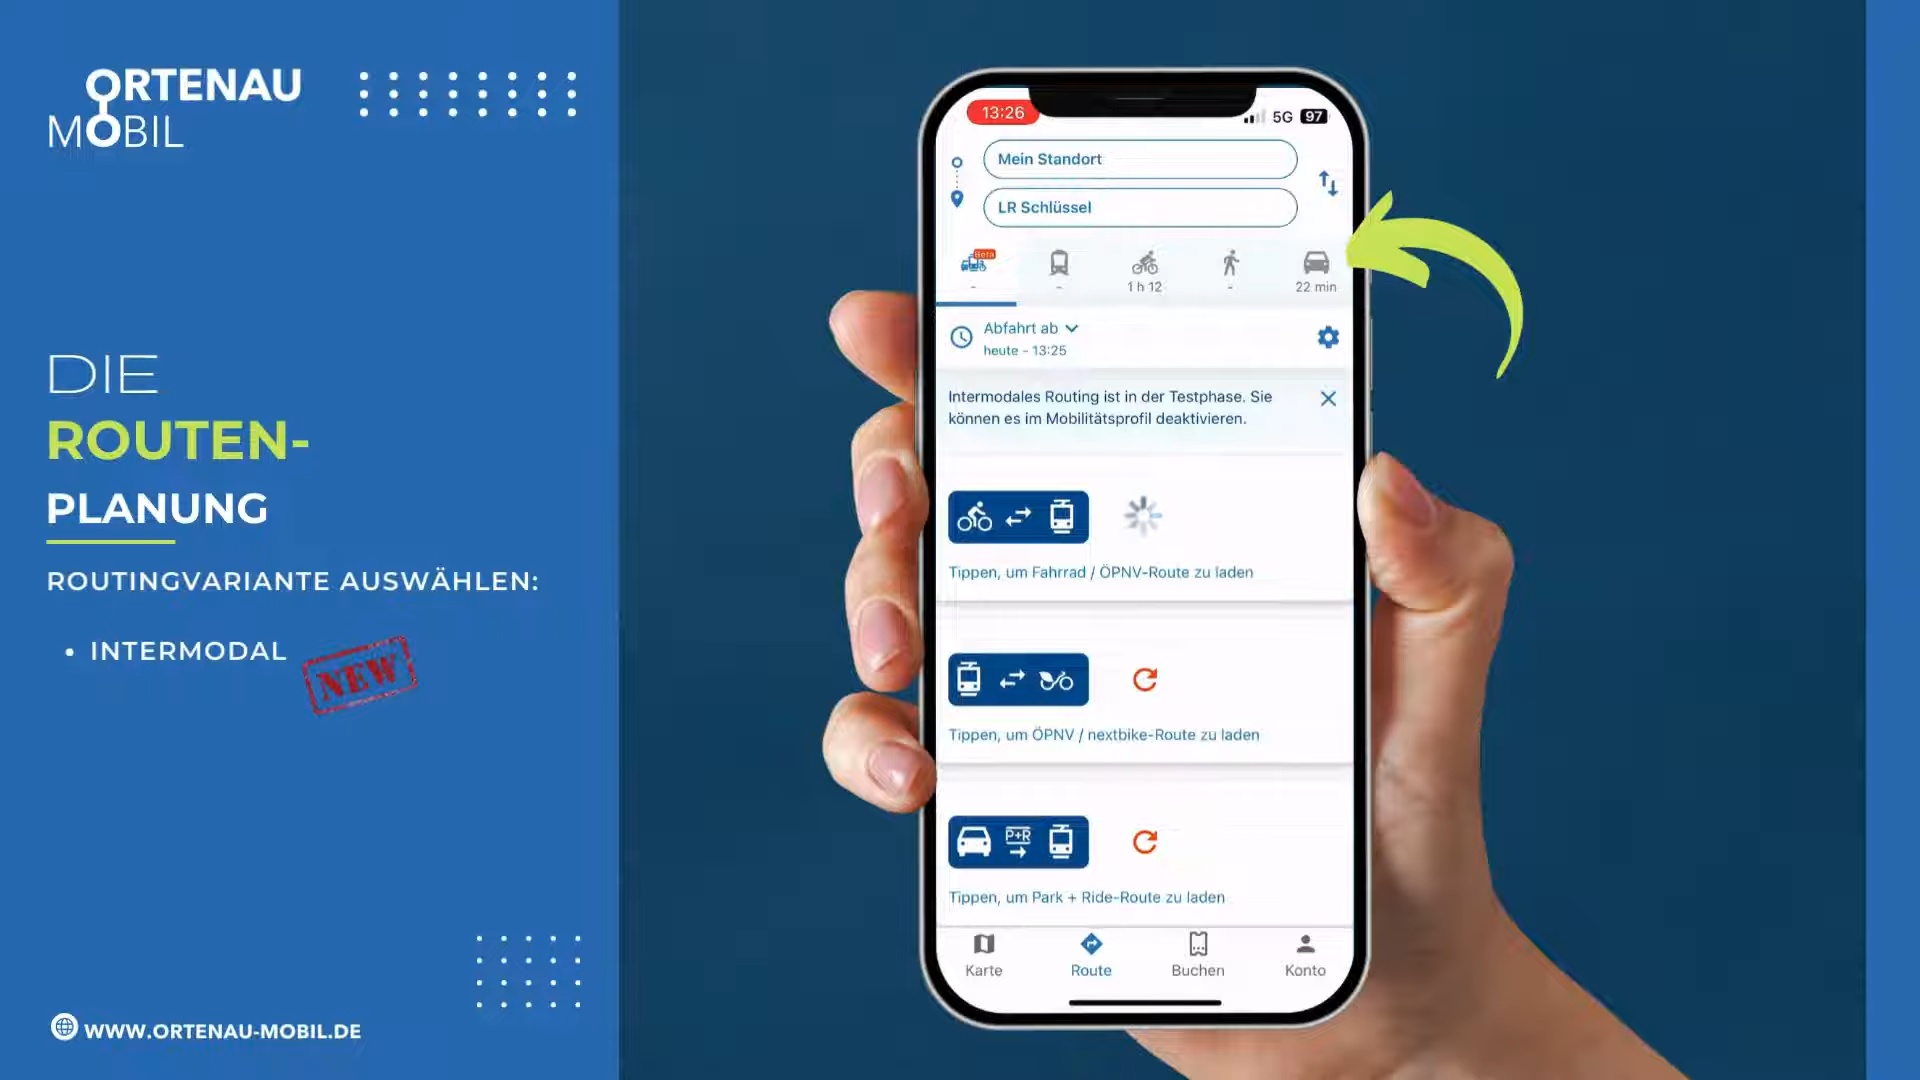 ORTENAU
MOBIL
DIE
ROUTEN-
PLANUNG
ROUTINGVARIANTE AUSWÄHLEN:
• INTERMODAL
NEW
WWW.ORTENAU-MOBIL.DE
13:26
5G 97
Mein Standort
LR Schlüssel
Beta
-
-
1 h 12
-
22 min
Abfahrt ab
heute - 13:25
Intermodales Routing ist in der Testphase. Sie
können es im Mobilitätsprofil deaktivieren.
Tippen, um Fahrrad / ÖPNV-Route zu laden
Tippen, um ÖPNV / nextbike-Route zu laden
P+R
Tippen, um Park + Ride-Route zu laden
Karte
Route
Buchen
Konto